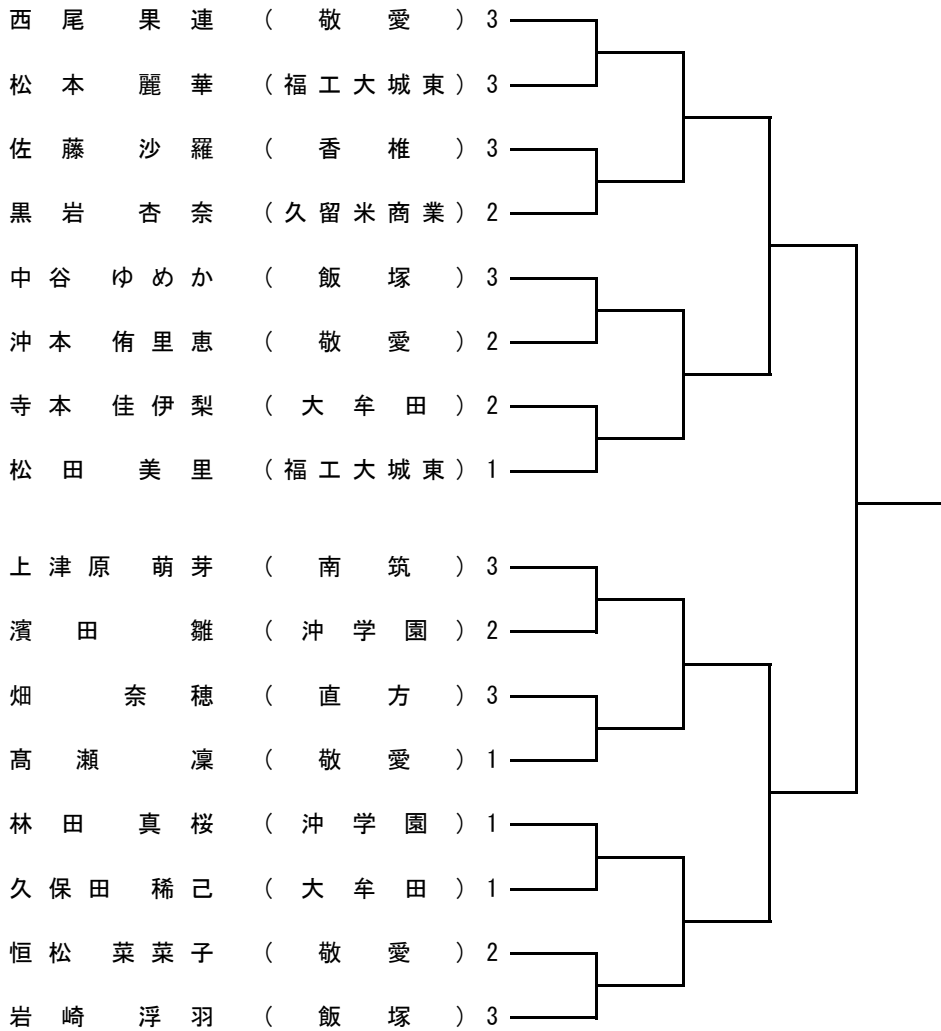 西尾 果連 (敬愛) 3
松本 麗華 (福工大城東) 3
佐藤 沙羅 (香椎) 3
黒岩 杏奈 (久留米商業) 2
中谷 ゆめか (飯塚) 3
沖本 侑里恵 (敬愛) 2
寺本 佳伊梨 (大牟田) 2
松田 美里 (福工大城東) 1
上津原 萌芽 (南筑) 3
濱田 雛 (沖学園) 2
畑 奈穂 (直方) 3
髙瀬 凜 (敬愛) 1
林田 真桜 (沖学園) 1
久保田 稀己 (大牟田) 1
恒松 菜菜子 (敬愛) 2
岩崎 浮羽 (飯塚) 3